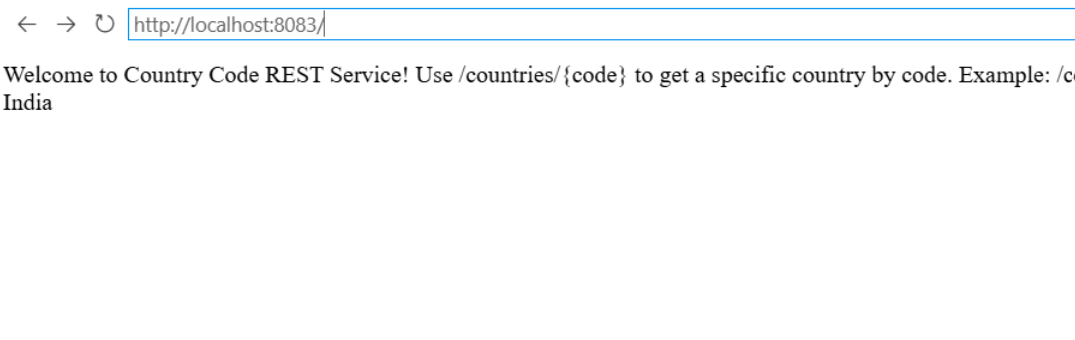 http://localhost:8083/
Welcome to Country Code REST Service! Use /countries/{code} to get a specific country by code. Example:
India